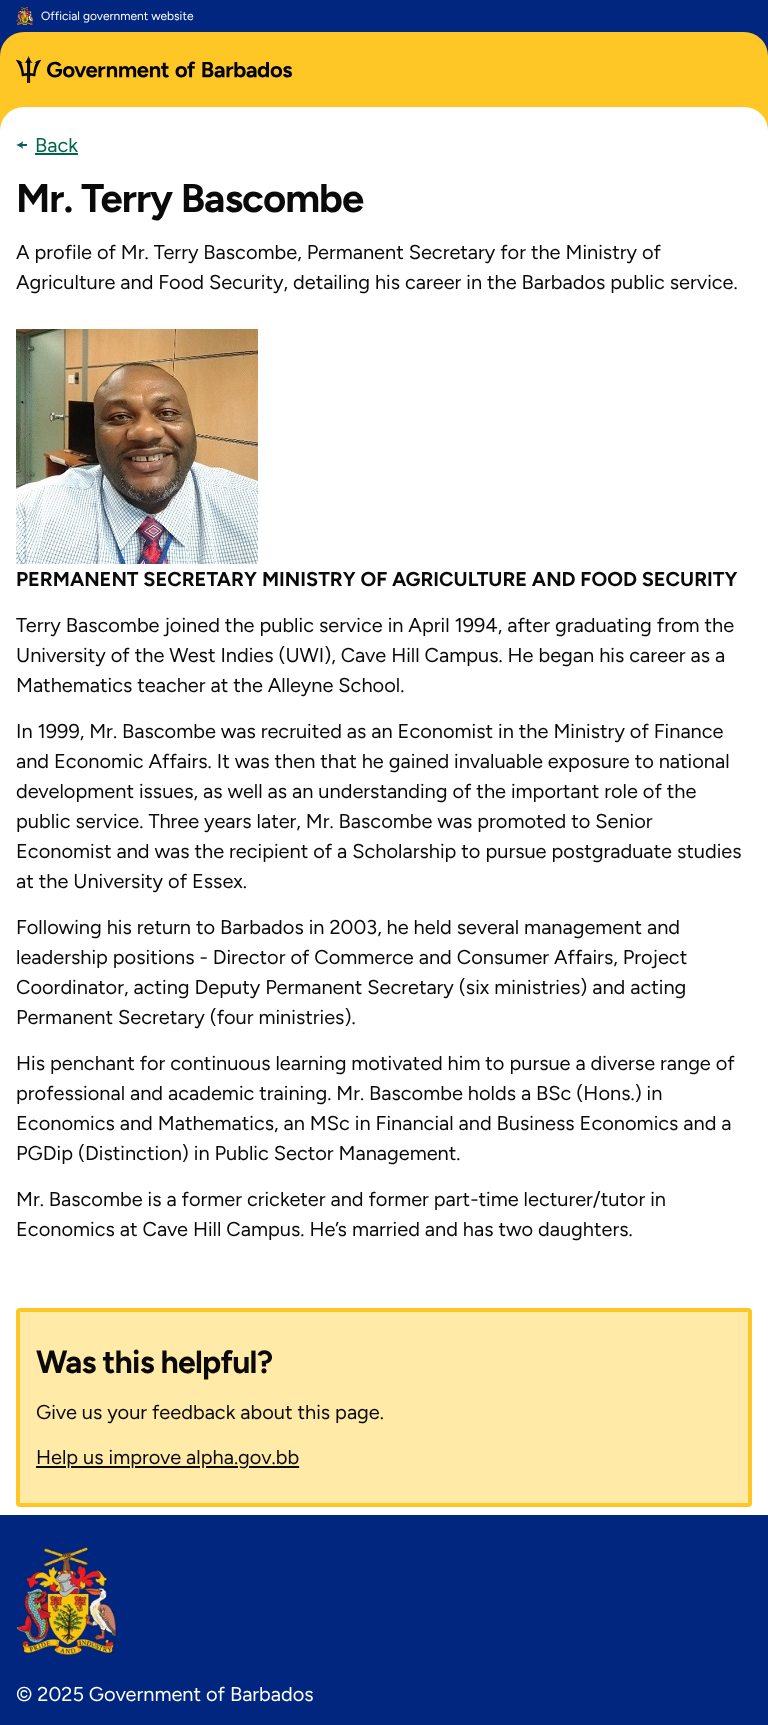 Official government website
Government of Barbados
← Back
Mr. Terry Bascombe
A profile of Mr. Terry Bascombe, Permanent Secretary for the Ministry of
Agriculture and Food Security, detailing his career in the Barbados public service.
PERMANENT SECRETARY MINISTRY OF AGRICULTURE AND FOOD SECURITY
Terry Bascombe joined the public service in April 1994, after graduating from the
University of the West Indies (UWI), Cave Hill Campus. He began his career as a
Mathematics teacher at the Alleyne School.
In 1999, Mr. Bascombe was recruited as an Economist in the Ministry of Finance
and Economic Affairs. It was then that he gained invaluable exposure to national
development issues, as well as an understanding of the important role of the
public service. Three years later, Mr. Bascombe was promoted to Senior
Economist and was the recipient of a Scholarship to pursue postgraduate studies
at the University of Essex.
Following his return to Barbados in 2003, he held several management and
leadership positions - Director of Commerce and Consumer Affairs, Project
Coordinator, acting Deputy Permanent Secretary (six ministries) and acting
Permanent Secretary (four ministries).
His penchant for continuous learning motivated him to pursue a diverse range of
professional and academic training. Mr. Bascombe holds a BSc (Hons.) in
Economics and Mathematics, an MSc in Financial and Business Economics and a
PGDip (Distinction) in Public Sector Management.
Mr. Bascombe is a former cricketer and former part-time lecturer/tutor in
Economics at Cave Hill Campus. He’s married and has two daughters.
Was this helpful?
Give us your feedback about this page.
Help us improve alpha.gov.bb
PRIDE AND INDUSTRY
© 2025 Government of Barbados